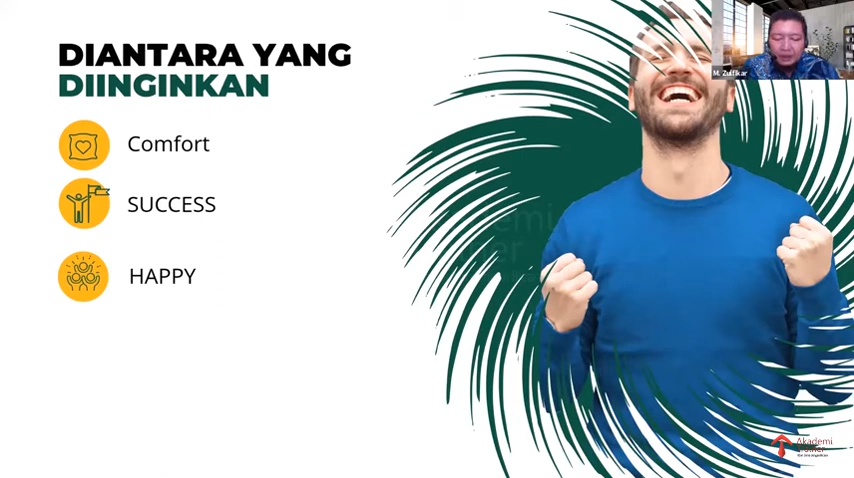 DIANTARA YANG
DIINGINKAN
Comfort
SUCCESS
HAPPY
M. Zulfikar
Akademi